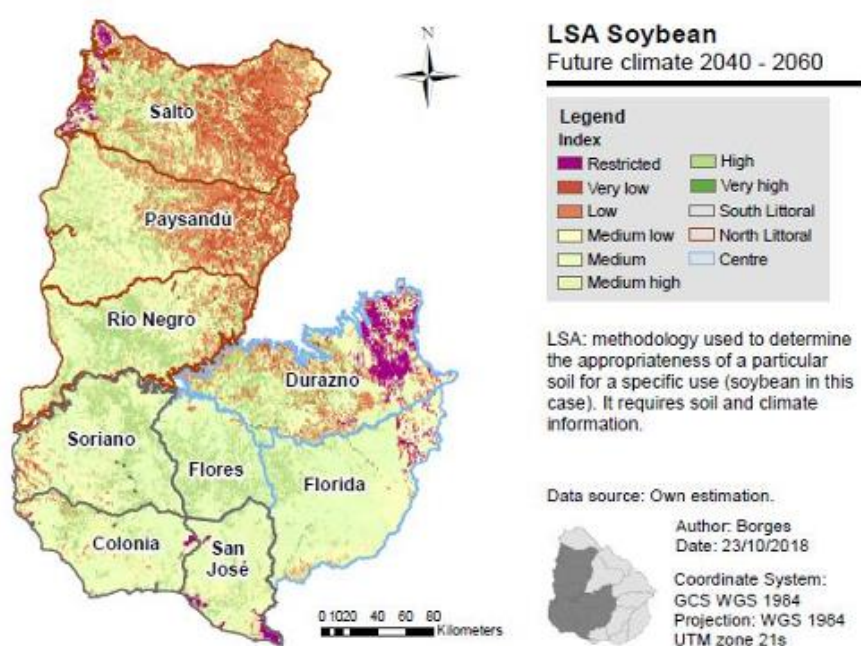 N
Salto
Paysandú
Río Negro
Durazno
Soriano
Flores
Florida
Colonia
San
José
0 1020 40 60 80
Kilometers
LSA Soybean
Future climate 2040 - 2060
Legend
Index
Restricted
Very low
Low
Medium low
Medium
Medium high
High
Very high
South Littoral
North Littoral
Centre
LSA: methodology used to determine
the appropriateness of a particular
soil for a specific use (soybean in this
case). It requires soil and climate
information.
Data source: Own estimation.
Author: Borges
Date: 23/10/2018
Coordinate System:
GCS WGS 1984
Projection: WGS 1984
UTM zone 21s